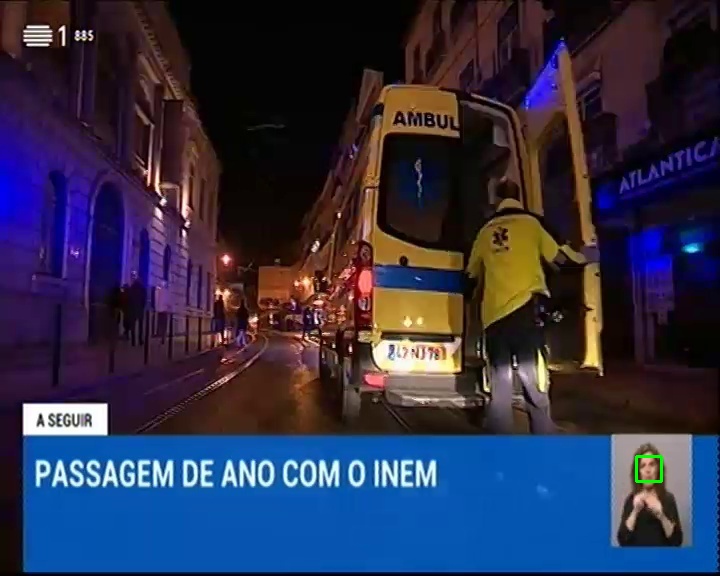 1 885
AMBUL
ATLANTICA
A SEGUIR
PASSAGEM DE ANO COM O INEM